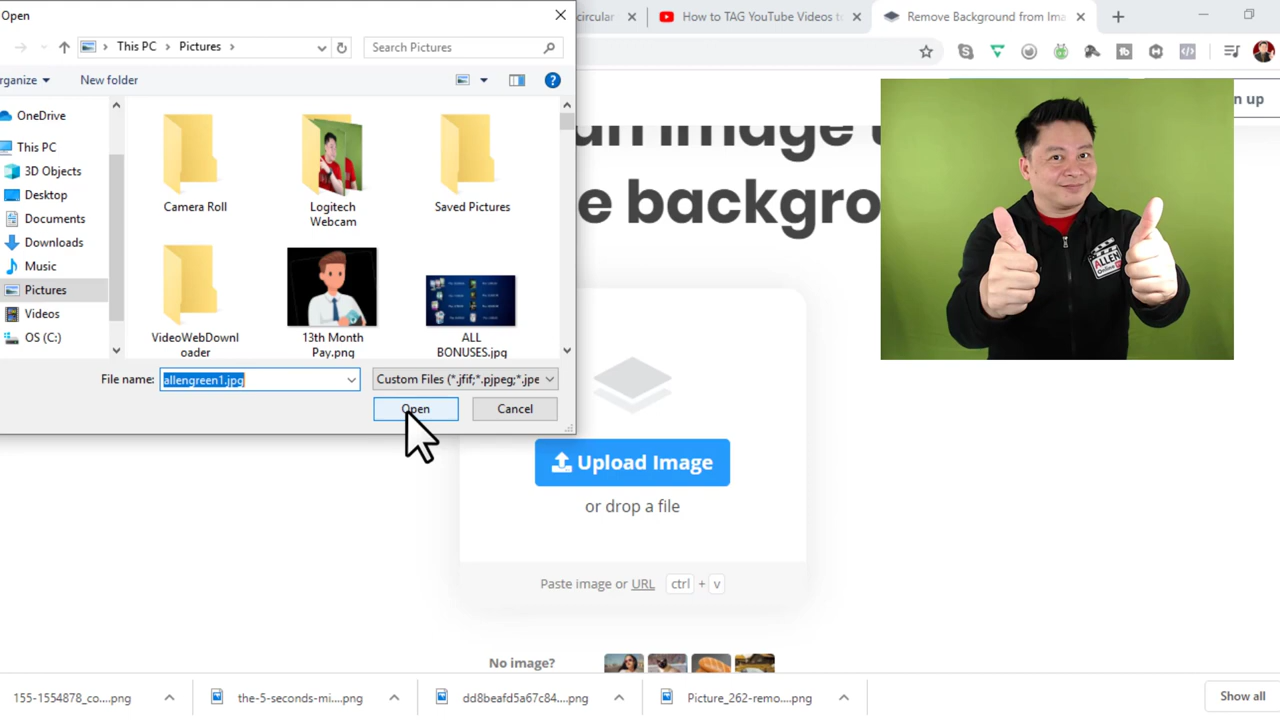 Open
circular
How to TAG YouTube Videos t
Remove Background from Ima
This PC
Pictures
Search Pictures
rganize
New folder
n up
an image
e backgro
OneDrive
This PC
3D Objects
Desktop
Documents
Downloads
Music
Pictures
Videos
OS (C:)
Camera Roll
Logitech
Webcam
Saved Pictures
VideoWebDownl
oader
13th Month
Pay.png
ALL
BONUSES.jpg
ALLEN
Online
File name:
allengreen1.jpg
Custom Files (*.jfif;*.pjpeg;*.jpe
Open
Cancel
Upload Image
or drop a file
Paste image or URL ctrl + v
No image?
155-1554878_co....png
the-5-seconds-mi....png
dd8beafd5a67c84....png
Picture_262-remo....png
Show all